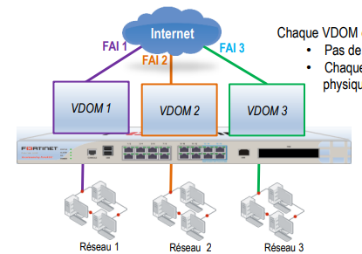 Internet
Chaque VDOM
FAI 1
FAI 2
FAI 3
• Pas de
• Chaque
physiqu
VDOM 1
VDOM 2
VDOM 3
FORTINET
Réseau 1
Réseau 2
Réseau 3